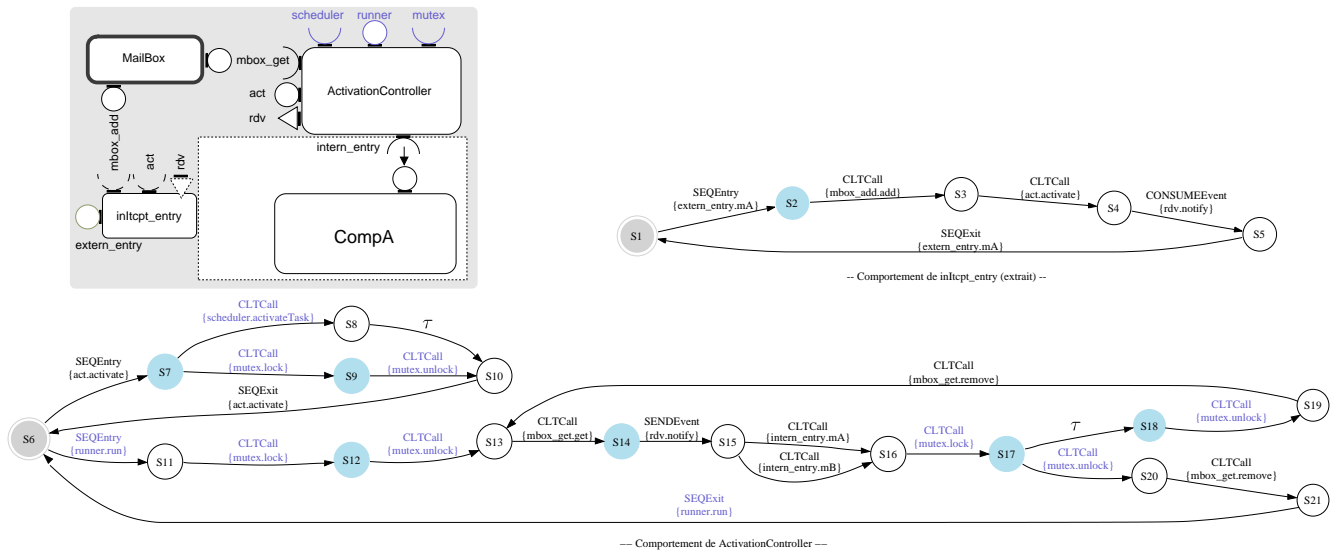 scheduler runner mutex
MailBox
mbox_get
ActivationController
act
rdv
mbox_add
act
rdv
intern_entry
inItcpt_entry
extern_entry
CompA
SEQEntry
{extern_entry.mA}
CLTCall
{mbox_add.add}
CLTCall
{act.activate}
CONSUMEEvent
{rdv.notify}
S1
S2
S3
S4
S5
SEQExit
{extern_entry.mA}
-- Comportement de inItcpt_entry (extrait) --
CLTCall
{scheduler.activateTask}
S8
τ
SEQEntry
{act.activate}
S7
CLTCall
{mutex.lock}
S9
CLTCall
{mutex.unlock}
S10
SEQExit
{act.activate}
CLTCall
{mbox_get.remove}
S6
SEQEntry
{runner.run}
S11
CLTCall
{mutex.lock}
S12
CLTCall
{mutex.unlock}
S13
CLTCall
{mbox_get.get}
S14
SENDEvent
{rdv.notify}
S15
CLTCall
{intern_entry.mA}
CLTCall
{intern_entry.mB}
S16
CLTCall
{mutex.lock}
S17
τ
S18
CLTCall
{mutex.unlock}
S19
CLTCall
{mutex.unlock}
S20
CLTCall
{mbox_get.remove}
S21
SEQExit
{runner.run}
-- Comportement de ActivationController --